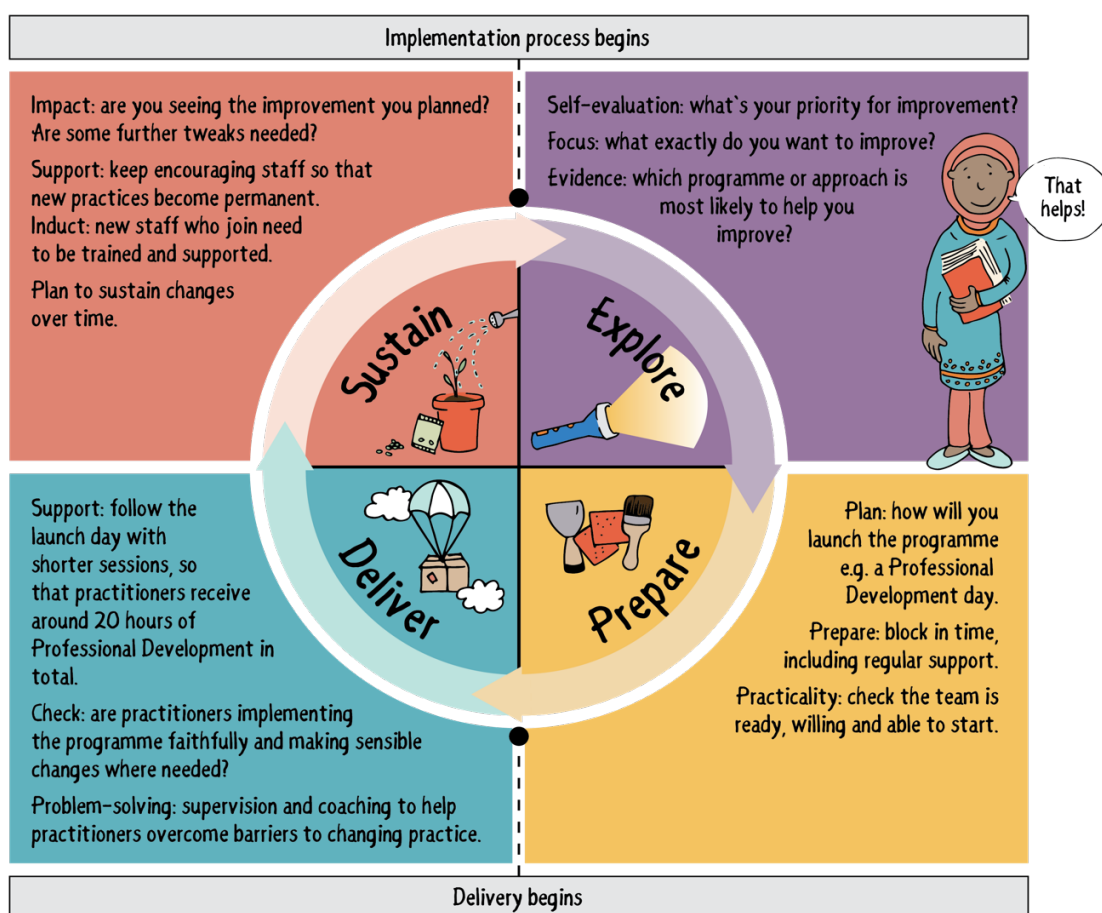 Implementation process begins
Impact: are you seeing the improvement you planned?
Are some further tweaks needed?
Support: keep encouraging staff so that
new practices become permanent.
Induct: new staff who join need
to be trained and supported.
Plan to sustain changes
over time.
Self-evaluation: what`s your priority for improvement?
Focus: what exactly do you want to improve?
Evidence: which programme or approach is
most likely to help you
improve?
That
helps!
Sustain
Explore
Deliver
Prepare
Support: follow the
launch day with
shorter sessions, so
that practitioners receive
around 20 hours of
Professional Development in
total.
Check: are practitioners implementing
the programme faithfully and making sensible
changes where needed?
Problem-solving: supervision and coaching to help
practitioners overcome barriers to changing practice.
Plan: how will you
launch the programme
e.g. a Professional
Development day.
Prepare: block in time,
including regular support.
Practicality: check the team is
ready, willing and able to start.
Delivery begins